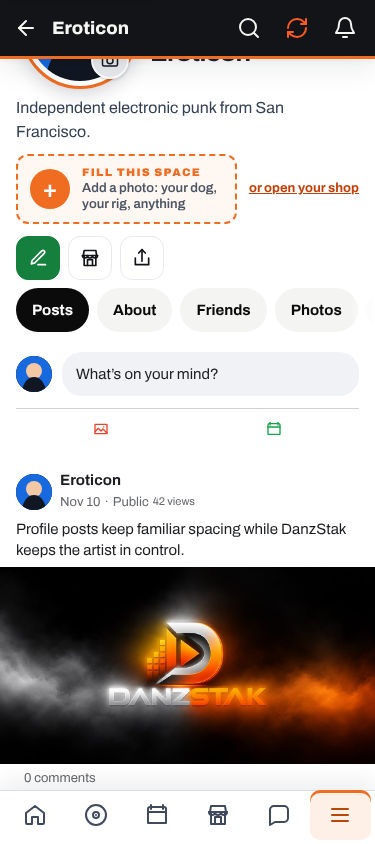 Eroticon
Eroticon
Independent electronic punk from San
Francisco.
FILL THIS SPACE
Add a photo: your dog,
your rig, anything
or open your shop
Posts
About
Friends
Photos
What's on your mind?
Eroticon
Nov 10 · Public 42 views
Profile posts keep familiar spacing while DanzStak
keeps the artist in control.
DANZSTAK
0 comments